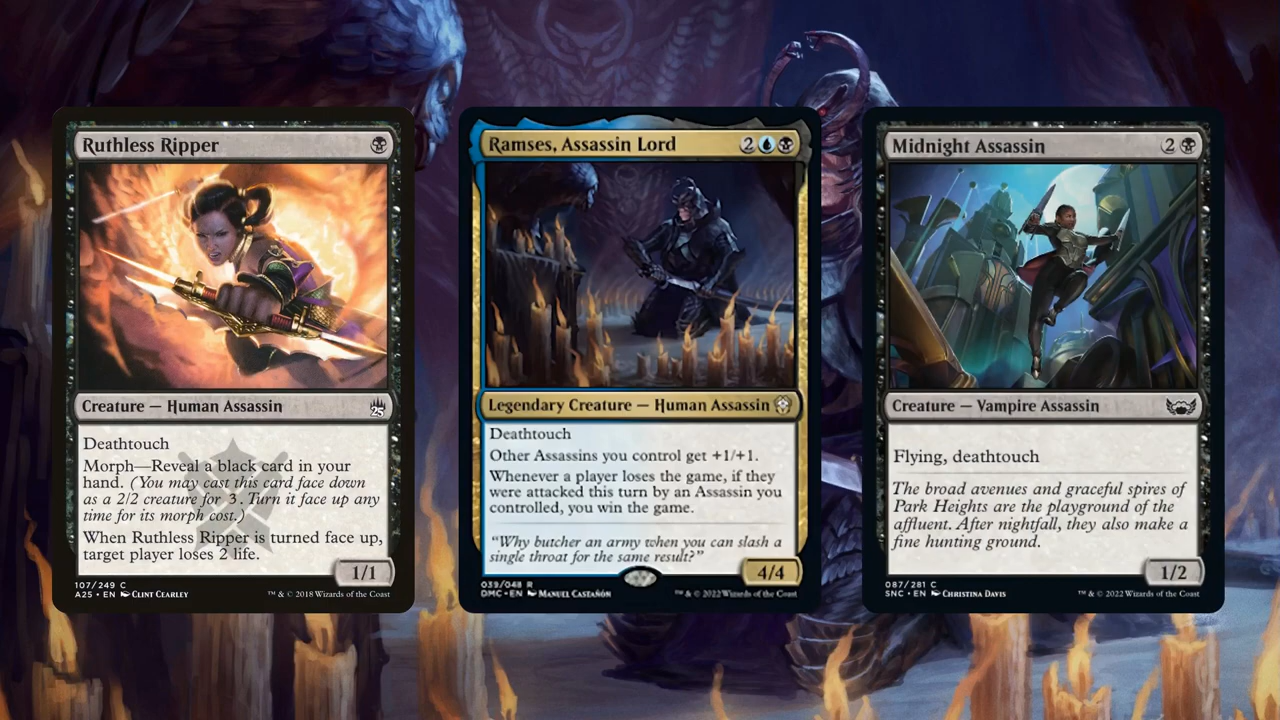 Ruthless Ripper
Creature — Human Assassin
25
Deathtouch
Morph—Reveal a black card in your
hand. (You may cast this card face down
as a 2/2 creature for 3. Turn it face up any
time for its morph cost.)
When Ruthless Ripper is turned face up,
target player loses 2 life.
1/1
107/249 C
A25 • EN Clint Cearley
™ & © 2018 Wizards of the Coast
Ramses, Assassin Lord 2
Legendary Creature — Human Assassin
Deathtouch
Other Assassins you control get +1/+1.
Whenever a player loses the game, if they
were attacked this turn by an Assassin you
controlled, you win the game.
“Why butcher an army when you can slash a
single throat for the same result?”
4/4
039/048 R
DMC • EN Manuel Castañón
™ & © 2022 Wizards of the Coast
Midnight Assassin 2
Creature — Vampire Assassin
Flying, deathtouch
The broad avenues and graceful spires of
Park Heights are the playground of the
affluent. After nightfall, they also make a
fine hunting ground.
1/2
087/281 C
SNC • EN Christina Davis
™ & © 2022 Wizards of the Coast